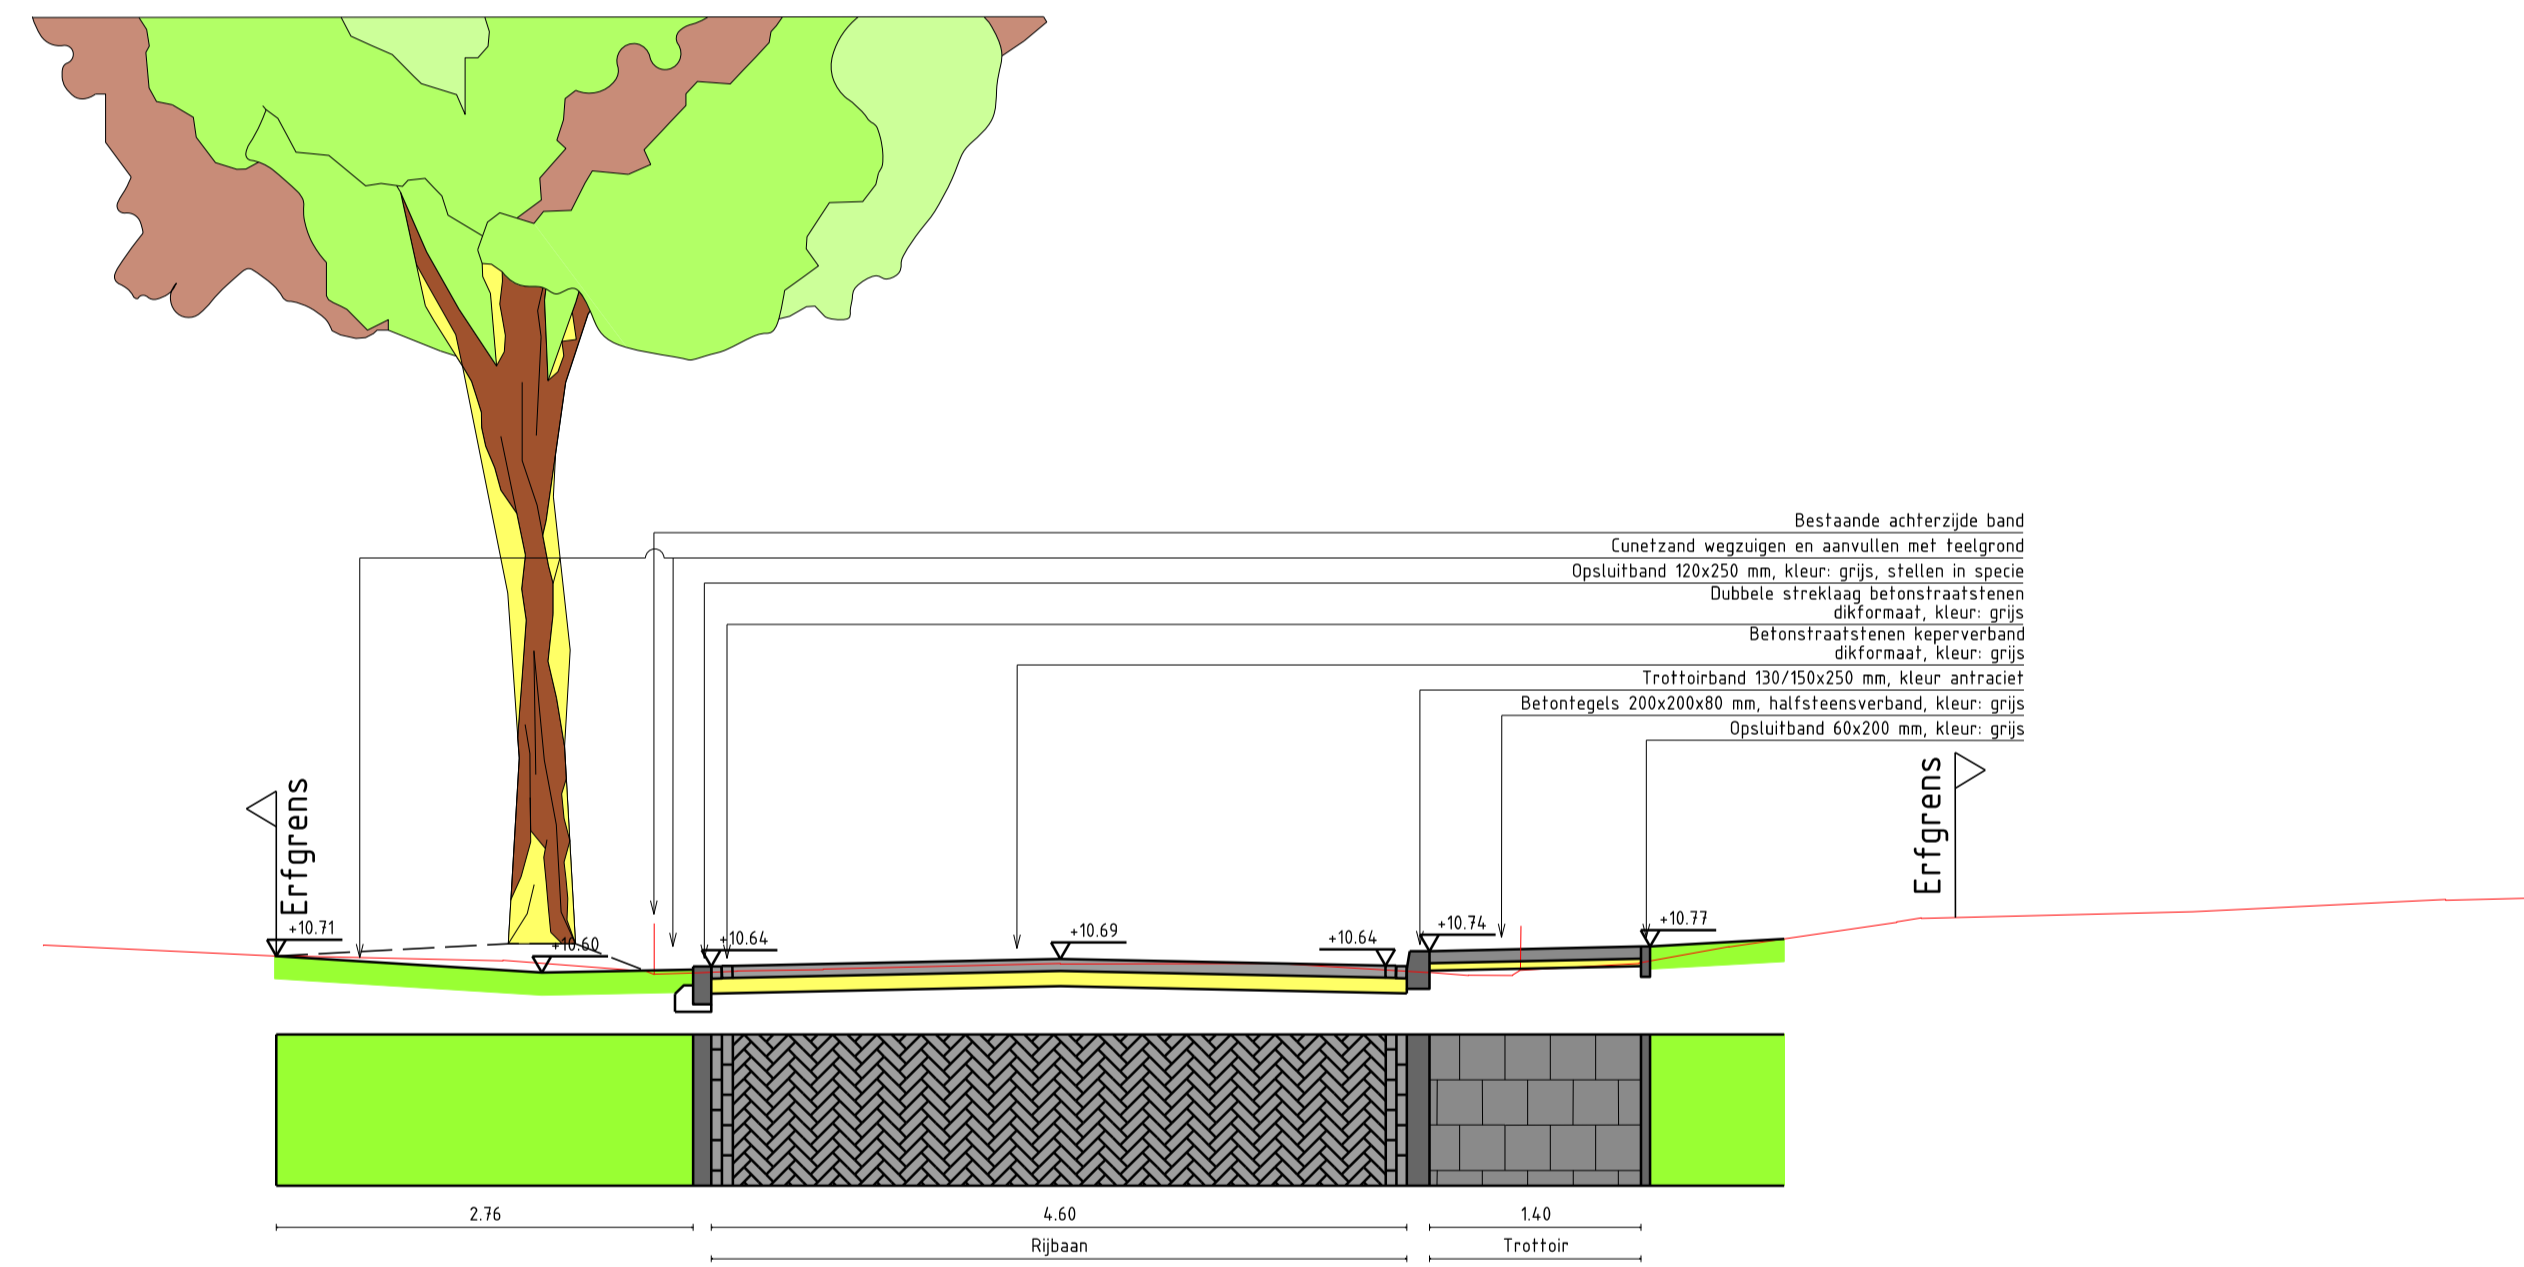 Bestaande achterzijde band
Cunetzand wegzuigen en aanvullen met teelgrond
Opsluitband 120x250 mm, kleur: grijs, stellen in specie
Dubbele streklaag betonstraatstenen
dikformaat, kleur: grijs
Betonstraatstenen keperverband
dikformaat, kleur: grijs
Trottoirband 130/150x250 mm, kleur antraciet
Betontegels 200x200x80 mm, halfsteensverband, kleur: grijs
Opsluitband 60x200 mm, kleur: grijs
Erfgrens
Erfgrens
+10.71
+10.60
+10.64
+10.69
+10.64
+10.74
+10.77
2.76
4.60
1.40
Rijbaan
Trottoir